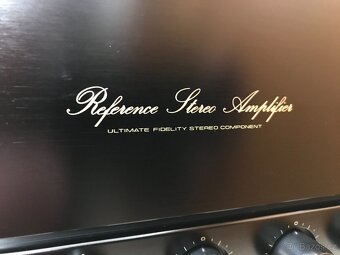 Reference Stereo Amplifier
ULTIMATE FIDELITY STEREO COMPONENT